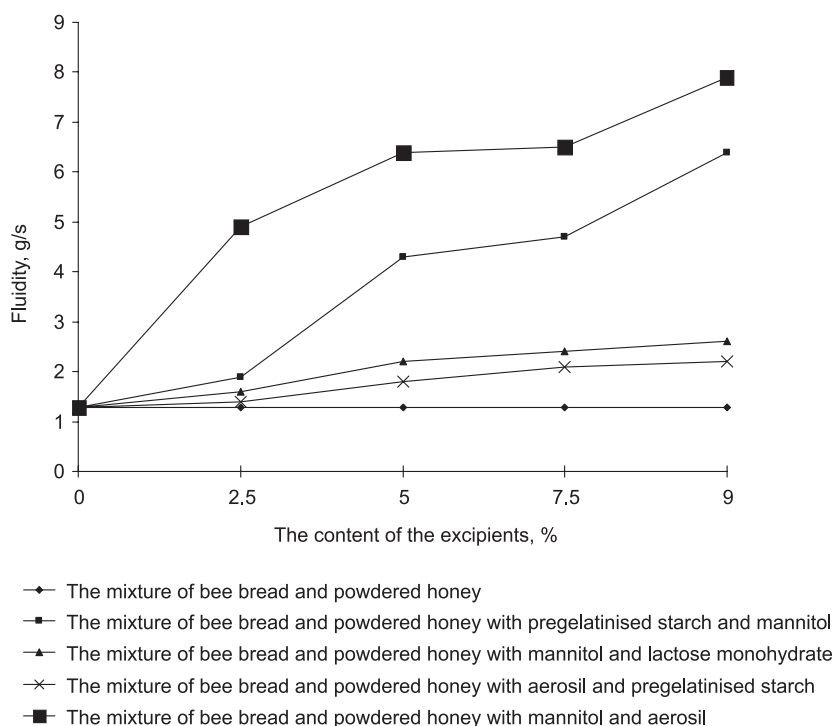 9
8
7
6
5
4
3
2
1
0
Fluidity, g/s
0
2.5
5
7.5
9
The content of the excipients, %
The mixture of bee bread and powdered honey
The mixture of bee bread and powdered honey with pregelatinised starch and mannitol
The mixture of bee bread and powdered honey with mannitol and lactose monohydrate
The mixture of bee bread and powdered honey with aerosil and pregelatinised starch
The mixture of bee bread and powdered honey with mannitol and aerosil